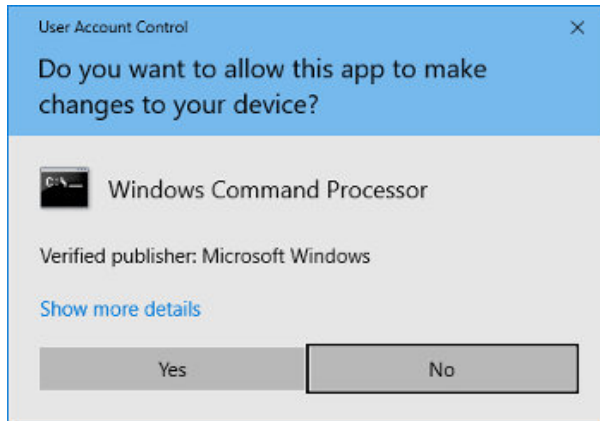 User Account Control
Do you want to allow this app to make
changes to your device?
C:\
Windows Command Processor
Verified publisher: Microsoft Windows
Show more details
Yes
No